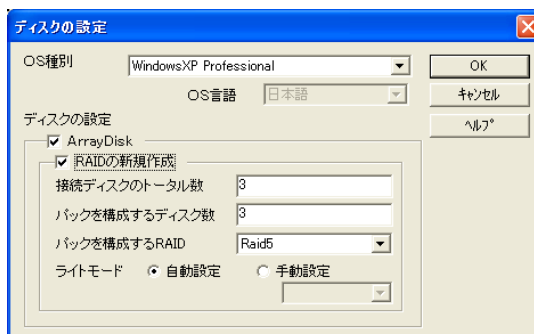 ディスクの設定
OS種別 WindowsXP Professional OK
OS言語 日本語 キャンセル
ディスクの設定 ヘルプ
ArrayDisk
RAIDの新規作成
接続ディスクのトータル数 3
パックを構成するディスク数 3
パックを構成するRAID Raid5
ライトモード 自動設定 手動設定